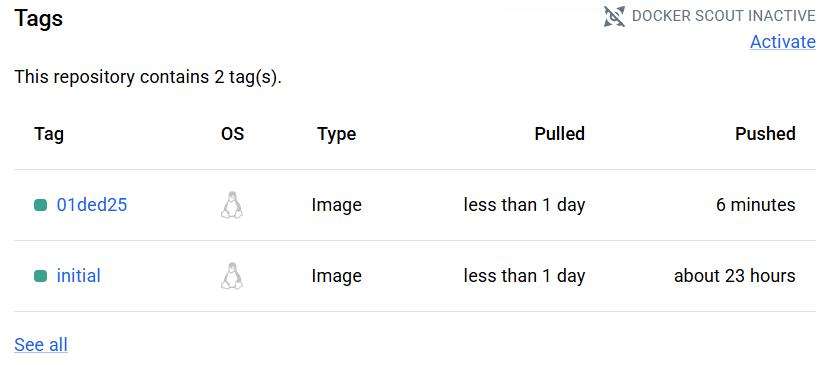 Tags
DOCKER SCOUT INACTIVE
Activate
This repository contains 2 tag(s).
Tag OS Type Pulled Pushed
01ded25 Image less than 1 day 6 minutes
initial Image less than 1 day about 23 hours
See all